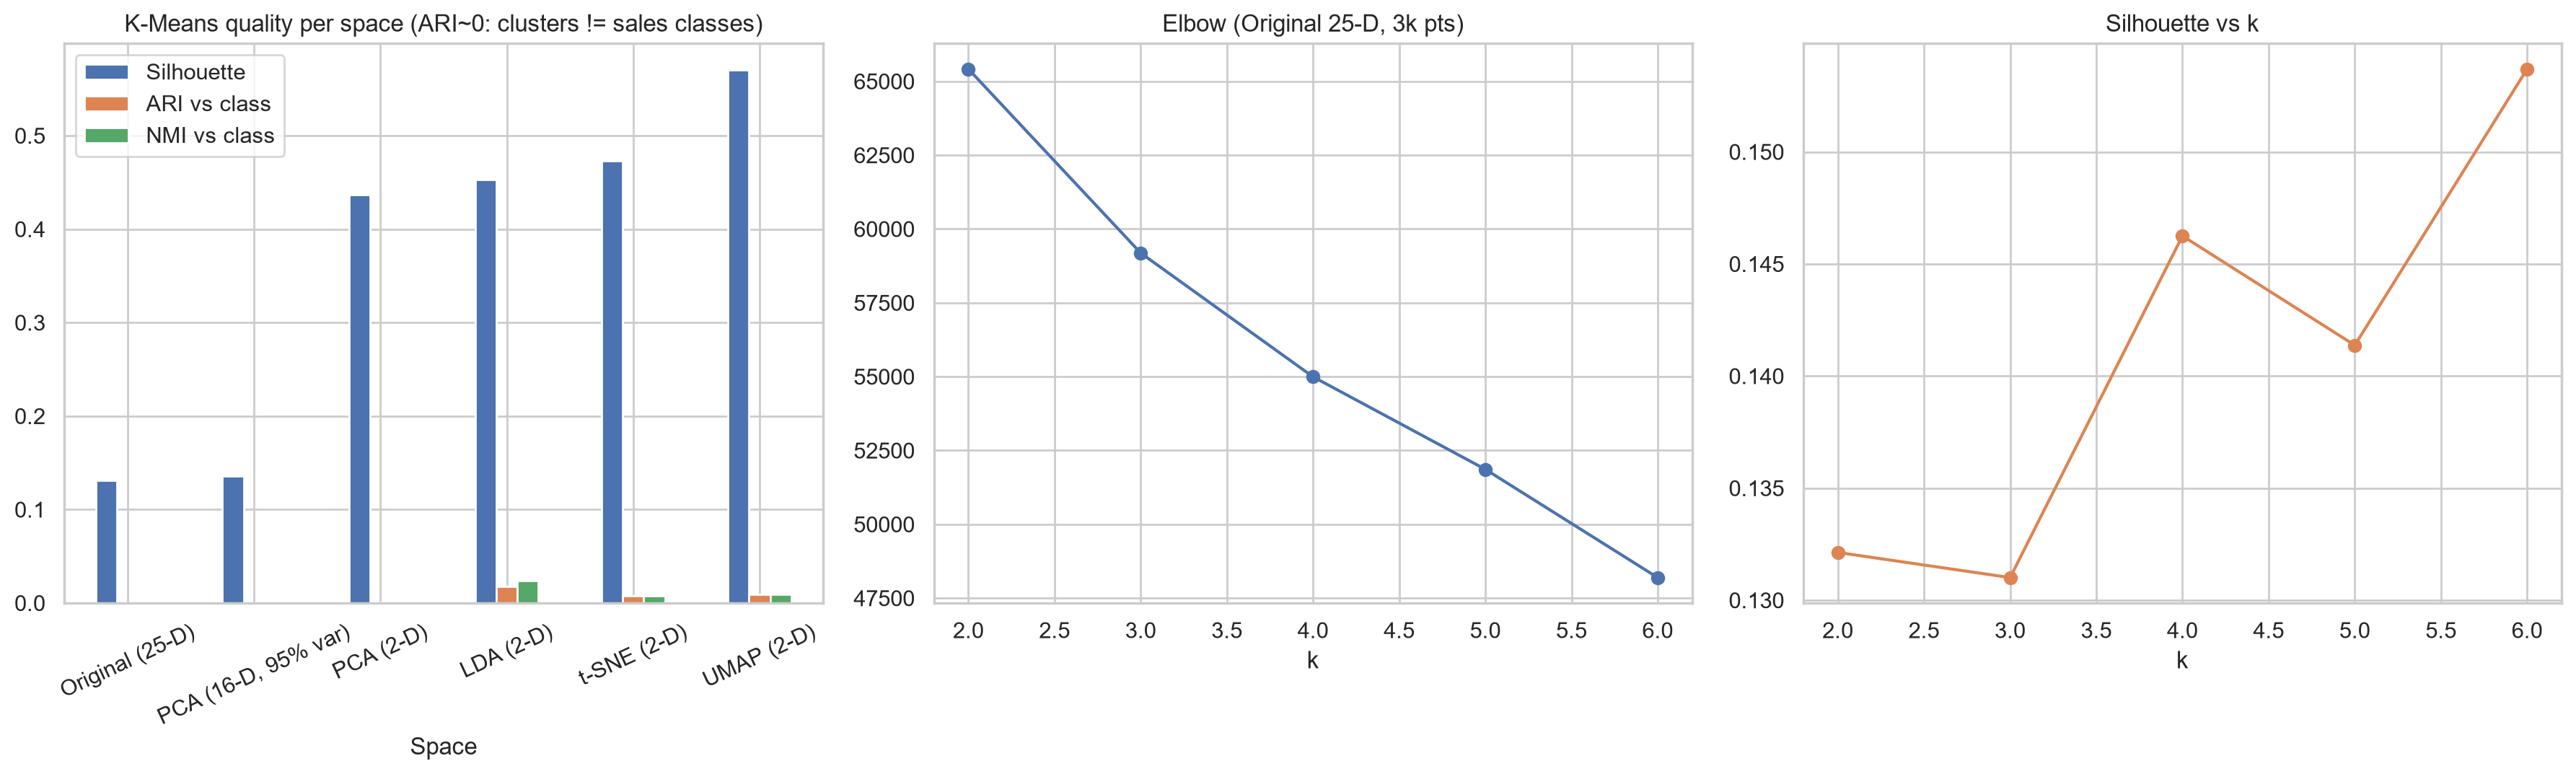 K-Means quality per space (ARI~0: clusters != sales classes)
Silhouette
ARI vs class
NMI vs class
0.5
0.4
0.3
0.2
0.1
0.0
Original (25-D)
PCA (16-D, 95% var)
PCA (2-D)
LDA (2-D)
t-SNE (2-D)
UMAP (2-D)
Space
Elbow (Original 25-D, 3k pts)
65000
62500
60000
57500
55000
52500
50000
47500
2.0 2.5 3.0 3.5 4.0 4.5 5.0 5.5 6.0
k
Silhouette vs k
0.150
0.145
0.140
0.135
0.130
2.0 2.5 3.0 3.5 4.0 4.5 5.0 5.5 6.0
k